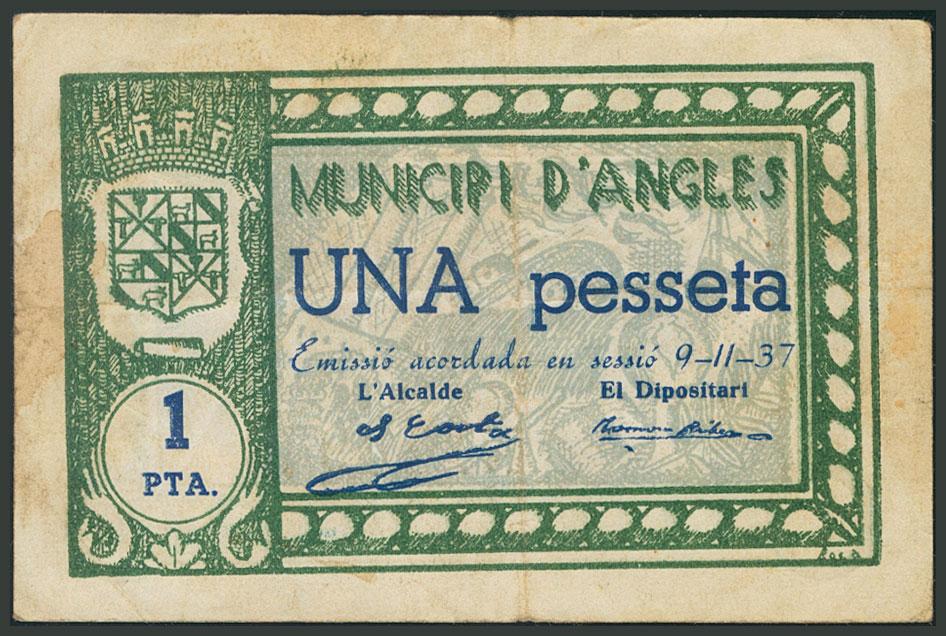 MUNICIPI D'ANGLES
UNA pesseta
Emissió acordada en sessió 9-11-37
L'Alcalde
El Dipositari
1
PTA.